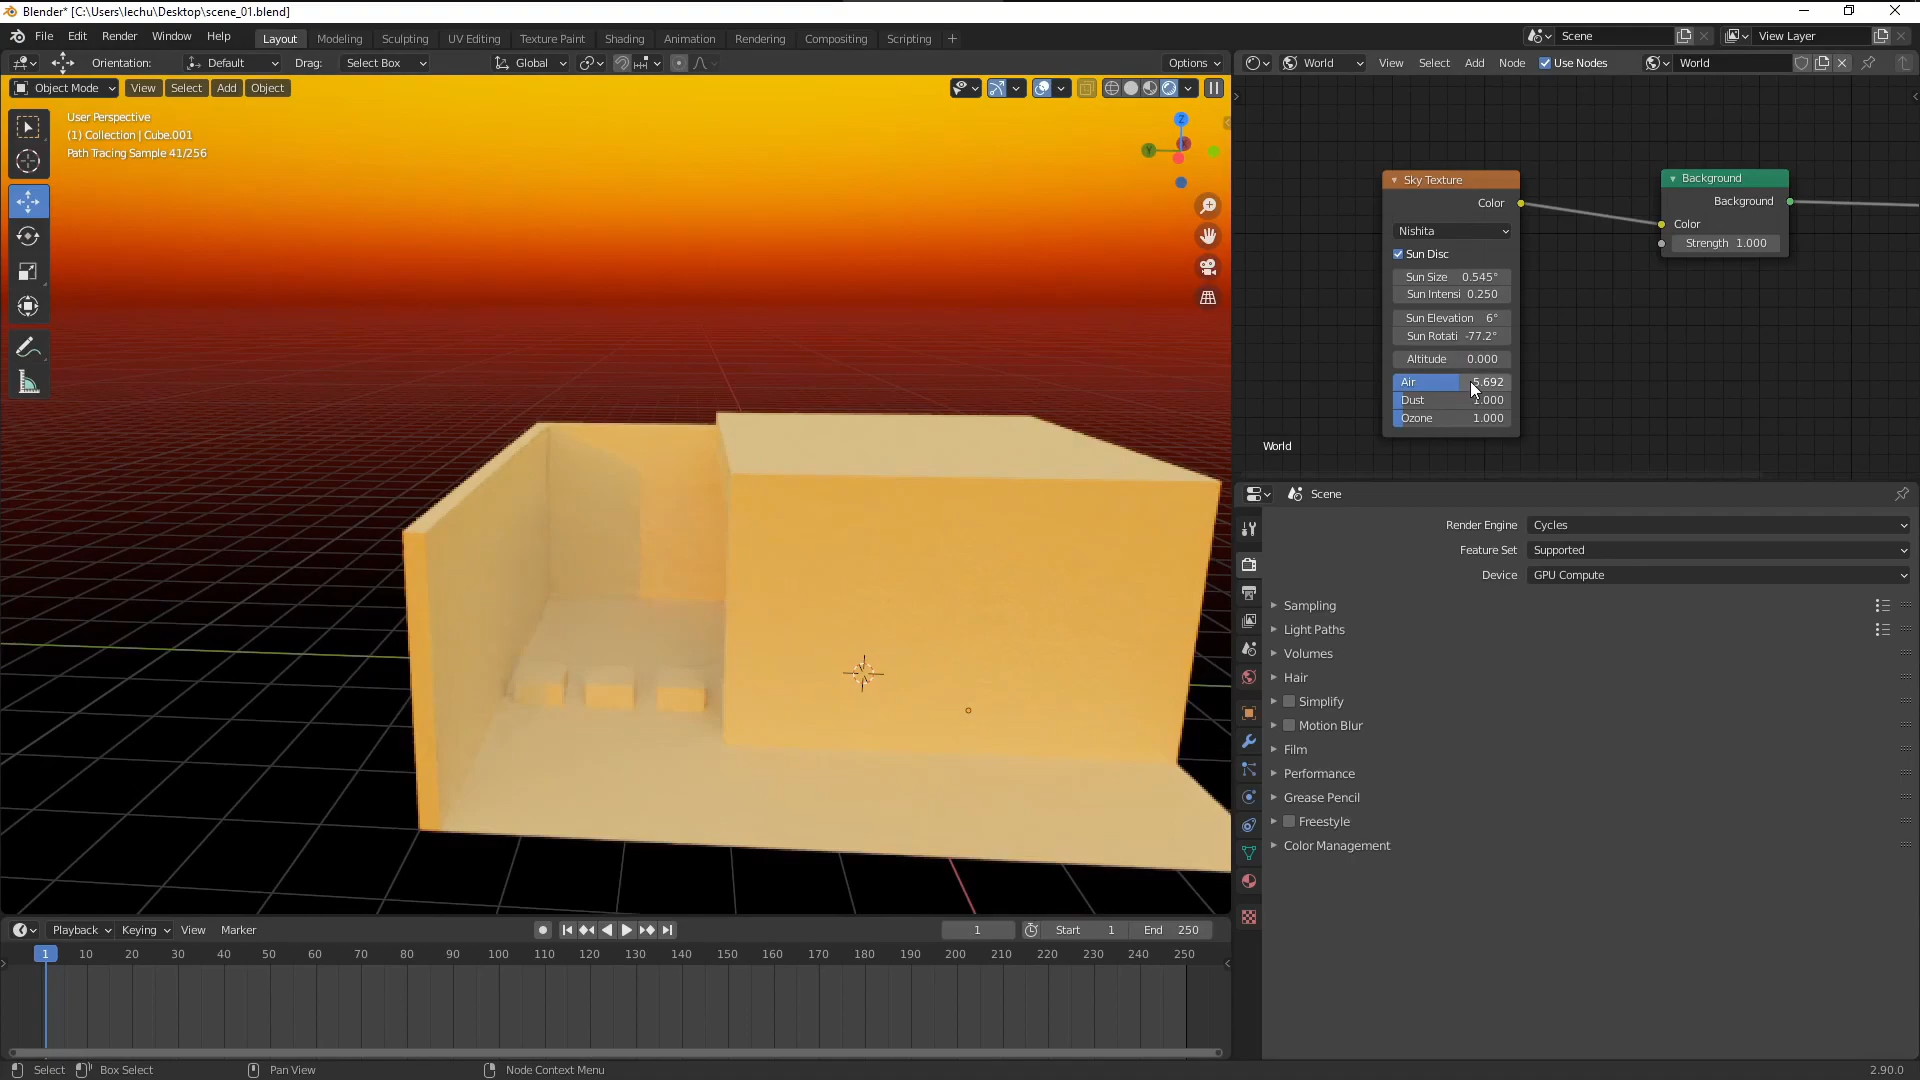 Blender* [C:\Users\lechu\Desktop\scene_01.blend]
File Edit Render Window Help
Layout Modeling Sculpting UV Editing Texture Paint Shading Animation Rendering Compositing Scripting +
Scene
View Layer
Orientation: Default Drag: Select Box Global Options
World View Select Add Node Use Nodes World
Object Mode View Select Add Object
User Perspective
(1) Collection | Cube.001
Path Tracing Sample 41/256
Z
Y
Sky Texture
Color
Nishita
Sun Disc
Sun Size 0.545°
Sun Intensi 0.250
Sun Elevation 6°
Sun Rotati -77.2°
Altitude 0.000
Air 5.692
Dust 1.000
Ozone 1.000
Background
Background
Color
Strength 1.000
World
Scene
Render Engine Cycles
Feature Set Supported
Device GPU Compute
Sampling
Light Paths
Volumes
Hair
Simplify
Motion Blur
Film
Performance
Grease Pencil
Freestyle
Color Management
Playback Keying View Marker
1
Start 1
End 250
1 10 20 30 40 50 60 70 80 90 100 110 120 130 140 150 160 170 180 190 200 210 220 230 240 250
Select Box Select Pan View Node Context Menu 2.90.0